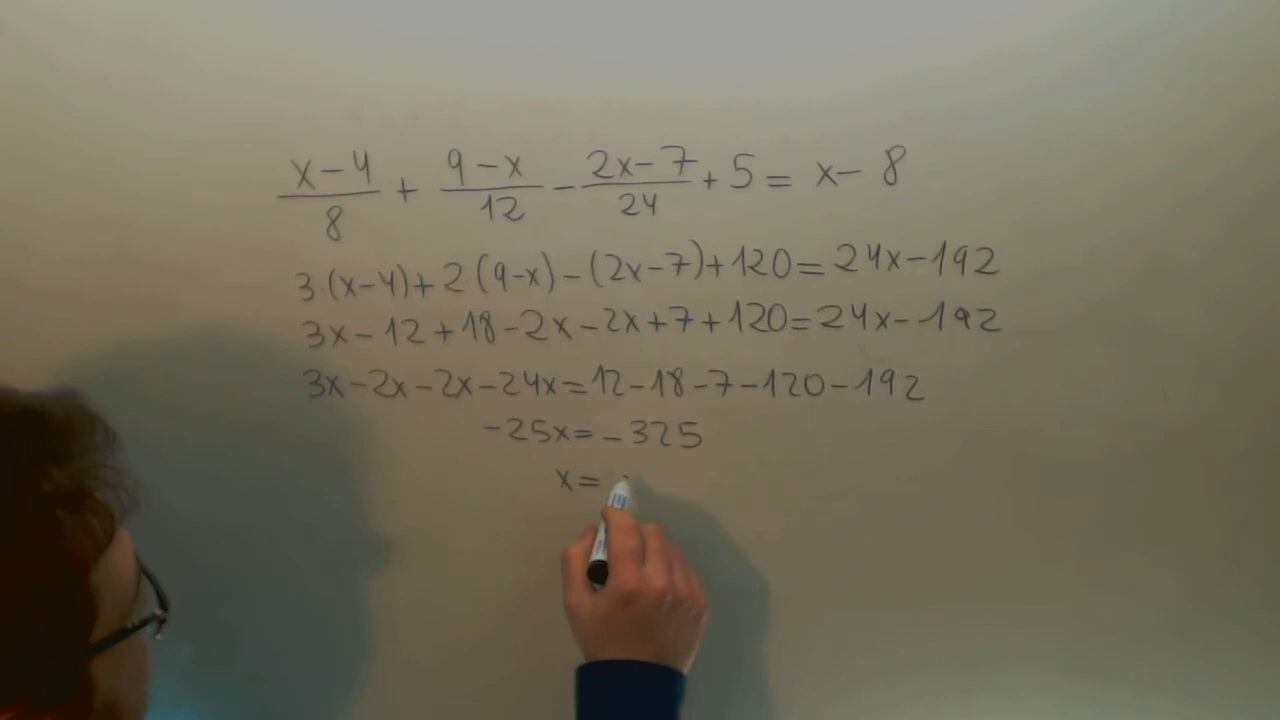 x-4/8 + 9-x/12 - 2x-7/24 + 5 = x - 8
3(x-4)+2(9-x)-(2x-7)+120=24x-192
3x-12+18-2x-2x+7+120=24x-192
3x-2x-2x-24x=12-18-7-120-192
-25x=-325
x=